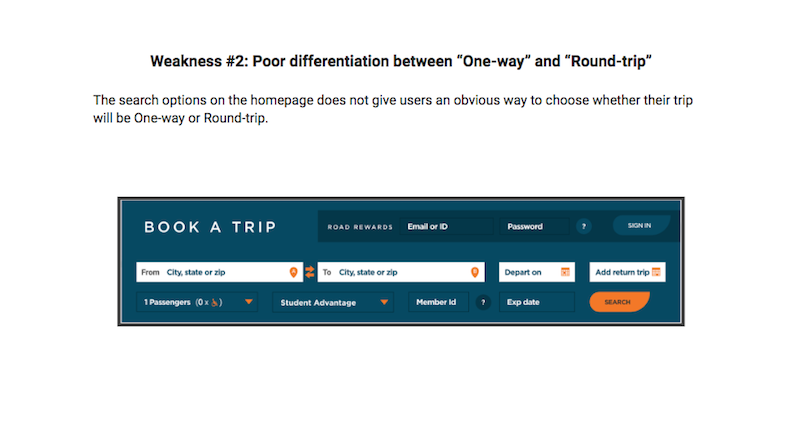 Weakness #2: Poor differentiation between “One-way” and “Round-trip”
The search options on the homepage does not give users an obvious way to choose whether their trip
will be One-way or Round-trip.
BOOK A TRIP
ROAD REWARDS Email or ID Password ? SIGN IN
From City, state or zip A To City, state or zip B Depart on Add return trip
1 Passengers (0 x ) Student Advantage Member Id ? Exp date SEARCH